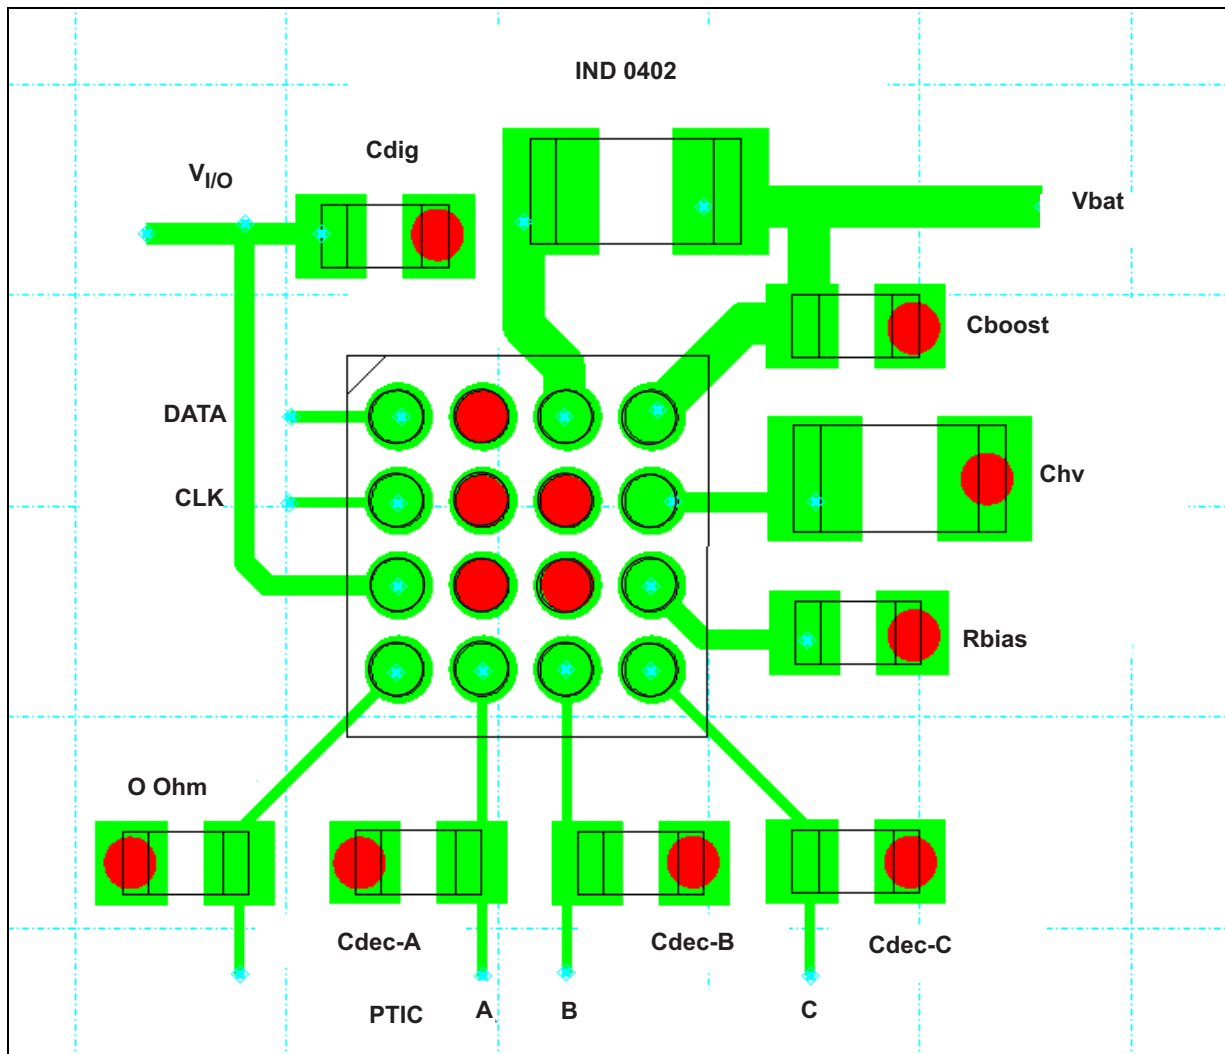 IND 0402
Cdig
VI/O
Vbat
Cboost
DATA
Chv
CLK
Rbias
O Ohm
Cdec-A
Cdec-B
Cdec-C
PTIC A B C